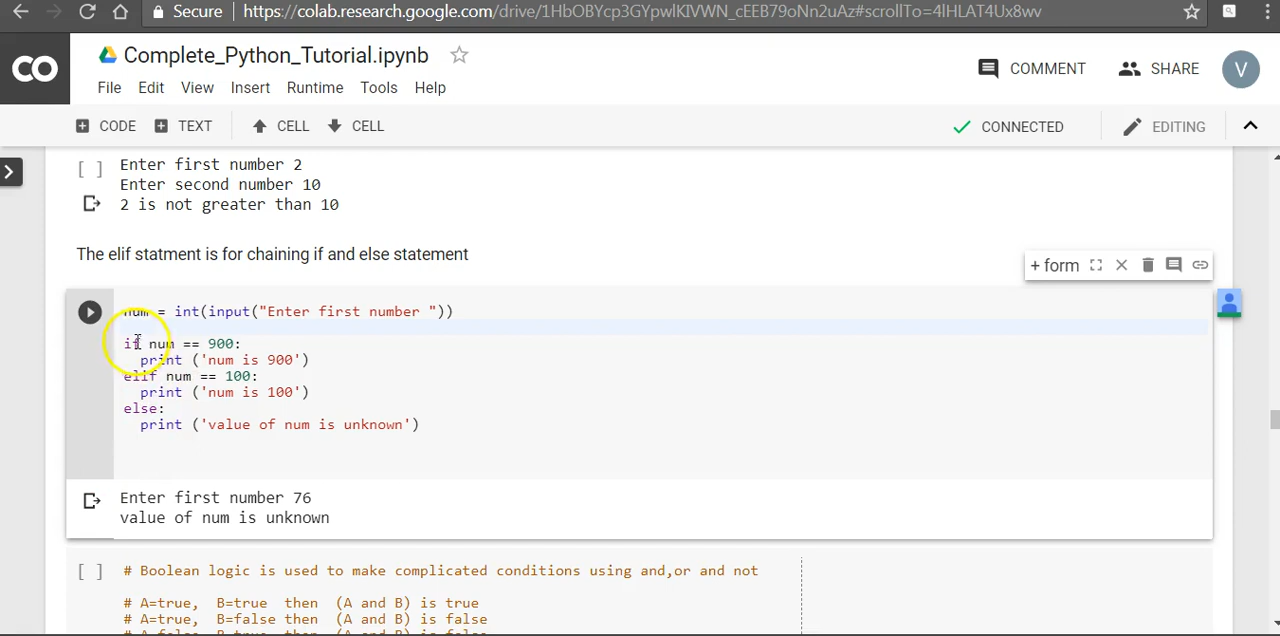 Secure https://colab.research.google.com/drive/1HbOBYcp3GYpwlKIVWN_cEEB79oNn2uAz#scrollTo=4lHLAT4Ux8wv
CO Complete_Python_Tutorial.ipynb COMMENT SHARE V
File Edit View Insert Runtime Tools Help
CODE TEXT CELL CELL CONNECTED EDITING
[ ] Enter first number 2
Enter second number 10
2 is not greater than 10
The elif statment is for chaining if and else statement
+ form
num = int(input("Enter first number "))
if num == 900:
print ('num is 900')
elif num == 100:
print ('num is 100')
else:
print ('value of num is unknown')
Enter first number 76
value of num is unknown
[ ] # Boolean logic is used to make complicated conditions using and,or and not
# A=true, B=true then (A and B) is true
# A=true, B=false then (A and B) is false